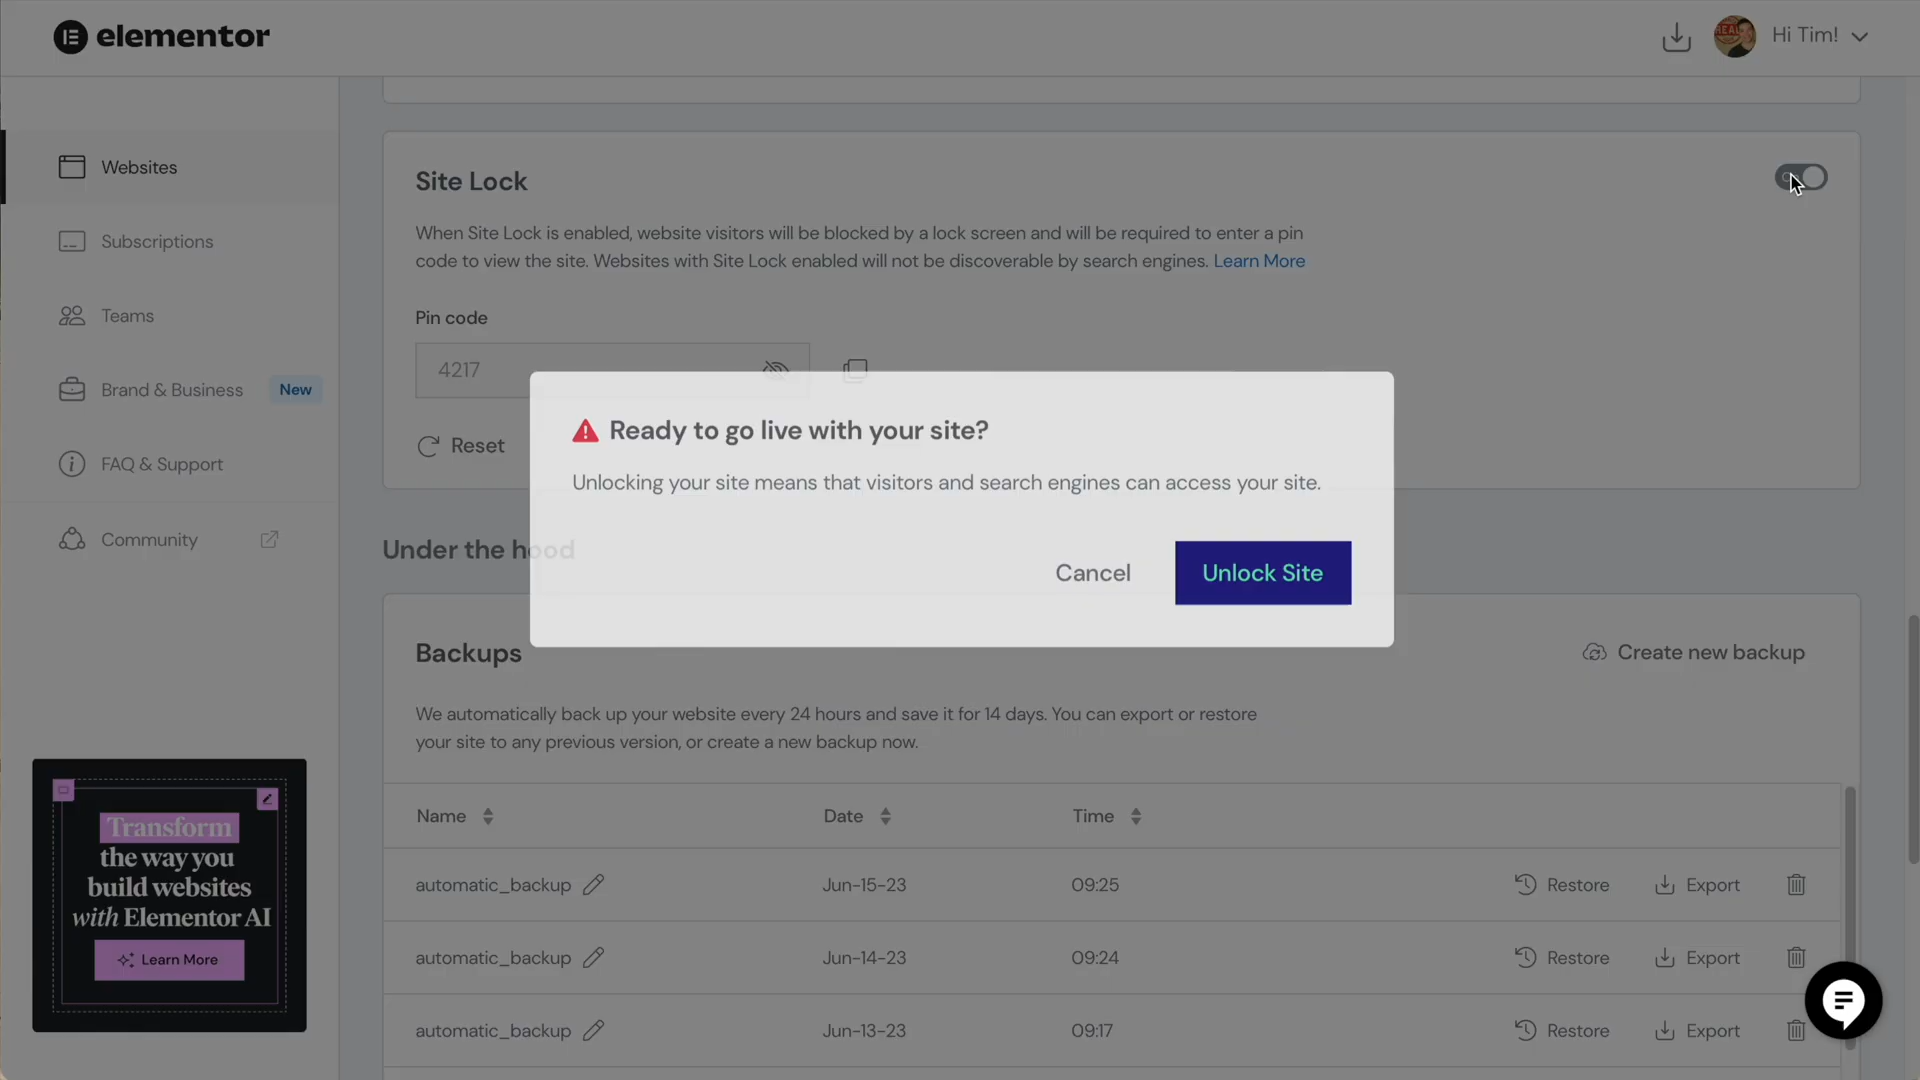 elementor
Hi Tim!
Websites
Subscriptions
Teams
Brand & Business New
FAQ & Support
Community
Transform
the way you
build websites
with Elementor AI
Learn More
Site Lock
When Site Lock is enabled, website visitors will be blocked by a lock screen and will be required to enter a pin
code to view the site. Websites with Site Lock enabled will not be discoverable by search engines. Learn More
Pin code
4217
Reset
Ready to go live with your site?
Unlocking your site means that visitors and search engines can access your site.
Cancel Unlock Site
Under the hood
Backups
Create new backup
We automatically back up your website every 24 hours and save it for 14 days. You can export or restore
your site to any previous version, or create a new backup now.
Name Date Time
automatic_backup Jun-15-23 09:25 Restore Export
automatic_backup Jun-14-23 09:24 Restore Export
automatic_backup Jun-13-23 09:17 Restore Export